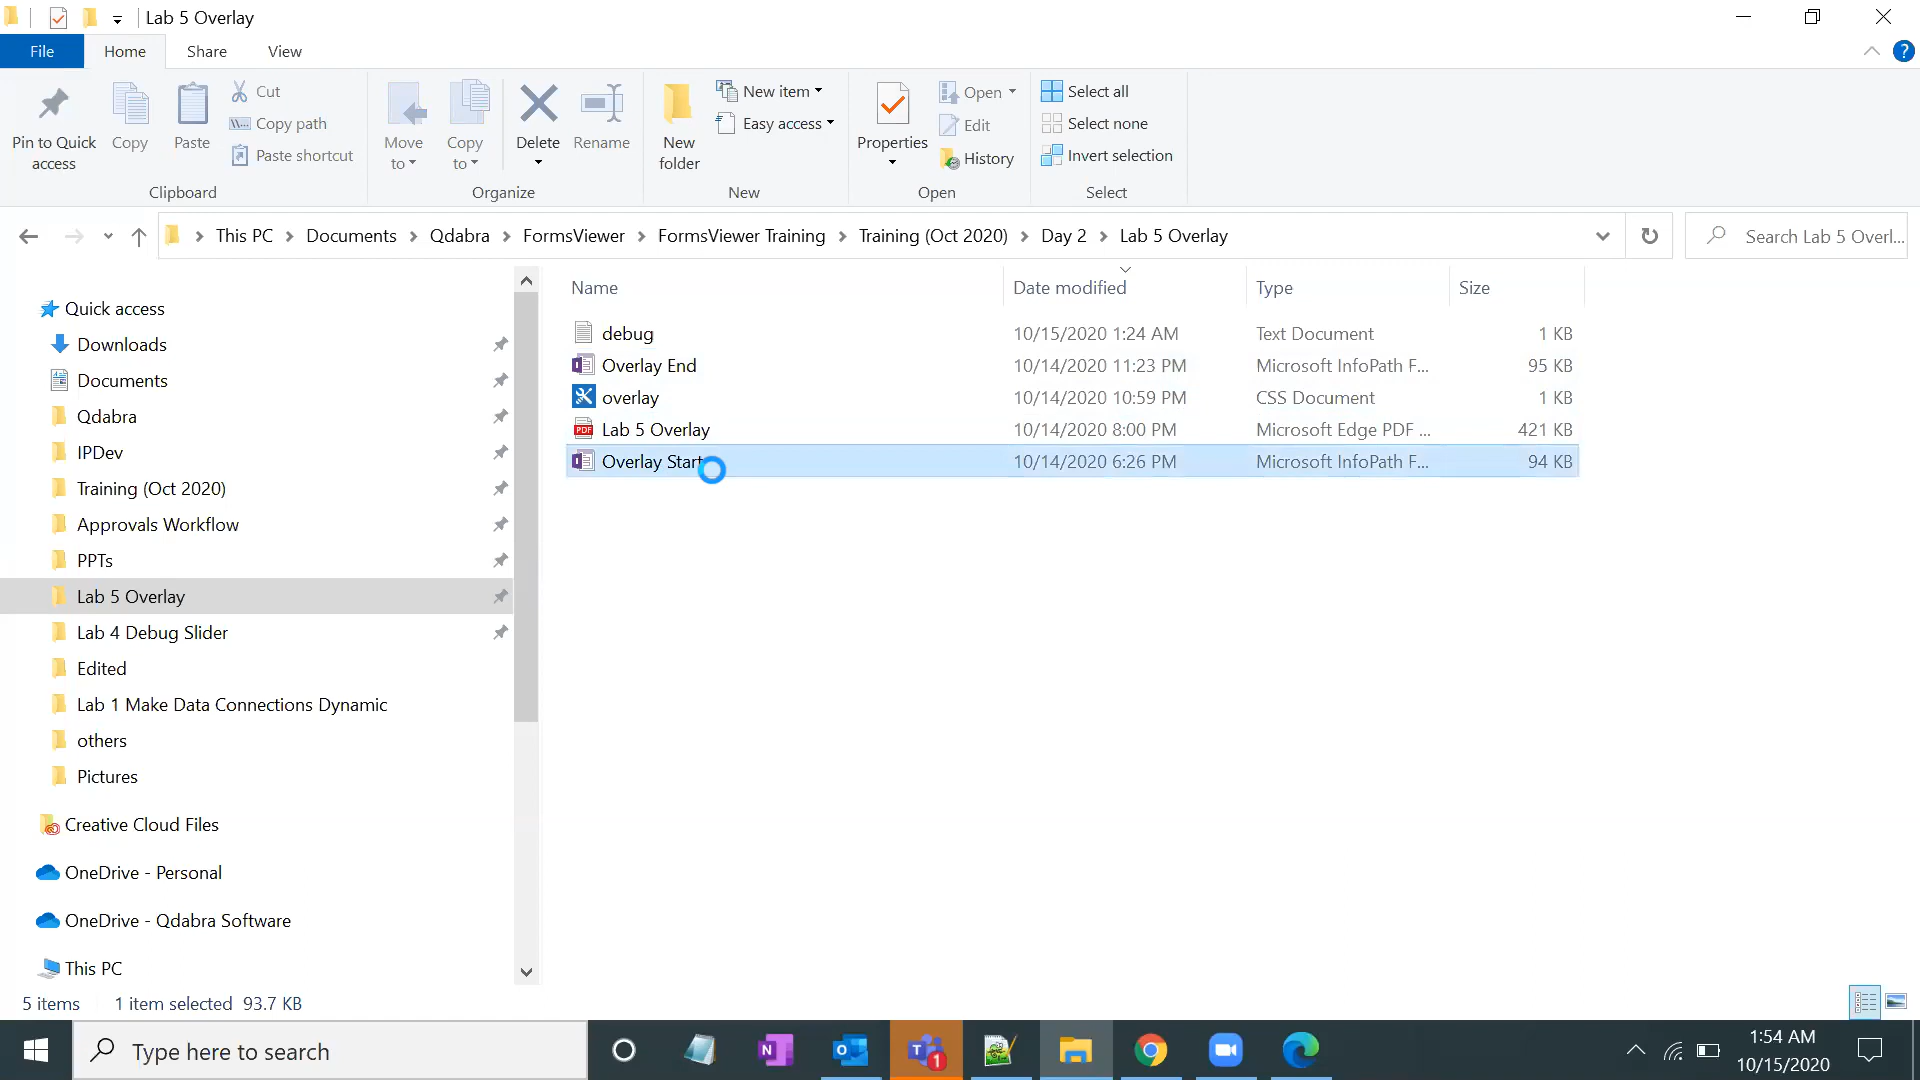 Lab 5 Overlay
File
Home
Share
View
Pin to Quick access
Copy
Paste
Cut
Copy path
Paste shortcut
Clipboard
Move to
Copy to
Delete
Rename
Organize
New folder
New item
Easy access
New
Properties
Open
Edit
History
Open
Select all
Select none
Invert selection
Select
This PC > Documents > Qdabra > FormsViewer > FormsViewer Training > Training (Oct 2020) > Day 2 > Lab 5 Overlay
Search Lab 5 Overl...
Name Date modified Type Size
debug 10/15/2020 1:24 AM Text Document 1 KB
Overlay End 10/14/2020 11:23 PM Microsoft InfoPath F... 95 KB
overlay 10/14/2020 10:59 PM CSS Document 1 KB
Lab 5 Overlay 10/14/2020 8:00 PM Microsoft Edge PDF ... 421 KB
Overlay Start 10/14/2020 6:26 PM Microsoft InfoPath F... 94 KB
Quick access
Downloads
Documents
Qdabra
IPDev
Training (Oct 2020)
Approvals Workflow
PPTs
Lab 5 Overlay
Lab 4 Debug Slider
Edited
Lab 1 Make Data Connections Dynamic
others
Pictures
Creative Cloud Files
OneDrive - Personal
OneDrive - Qdabra Software
This PC
5 items 1 item selected 93.7 KB
Type here to search
1:54 AM
10/15/2020